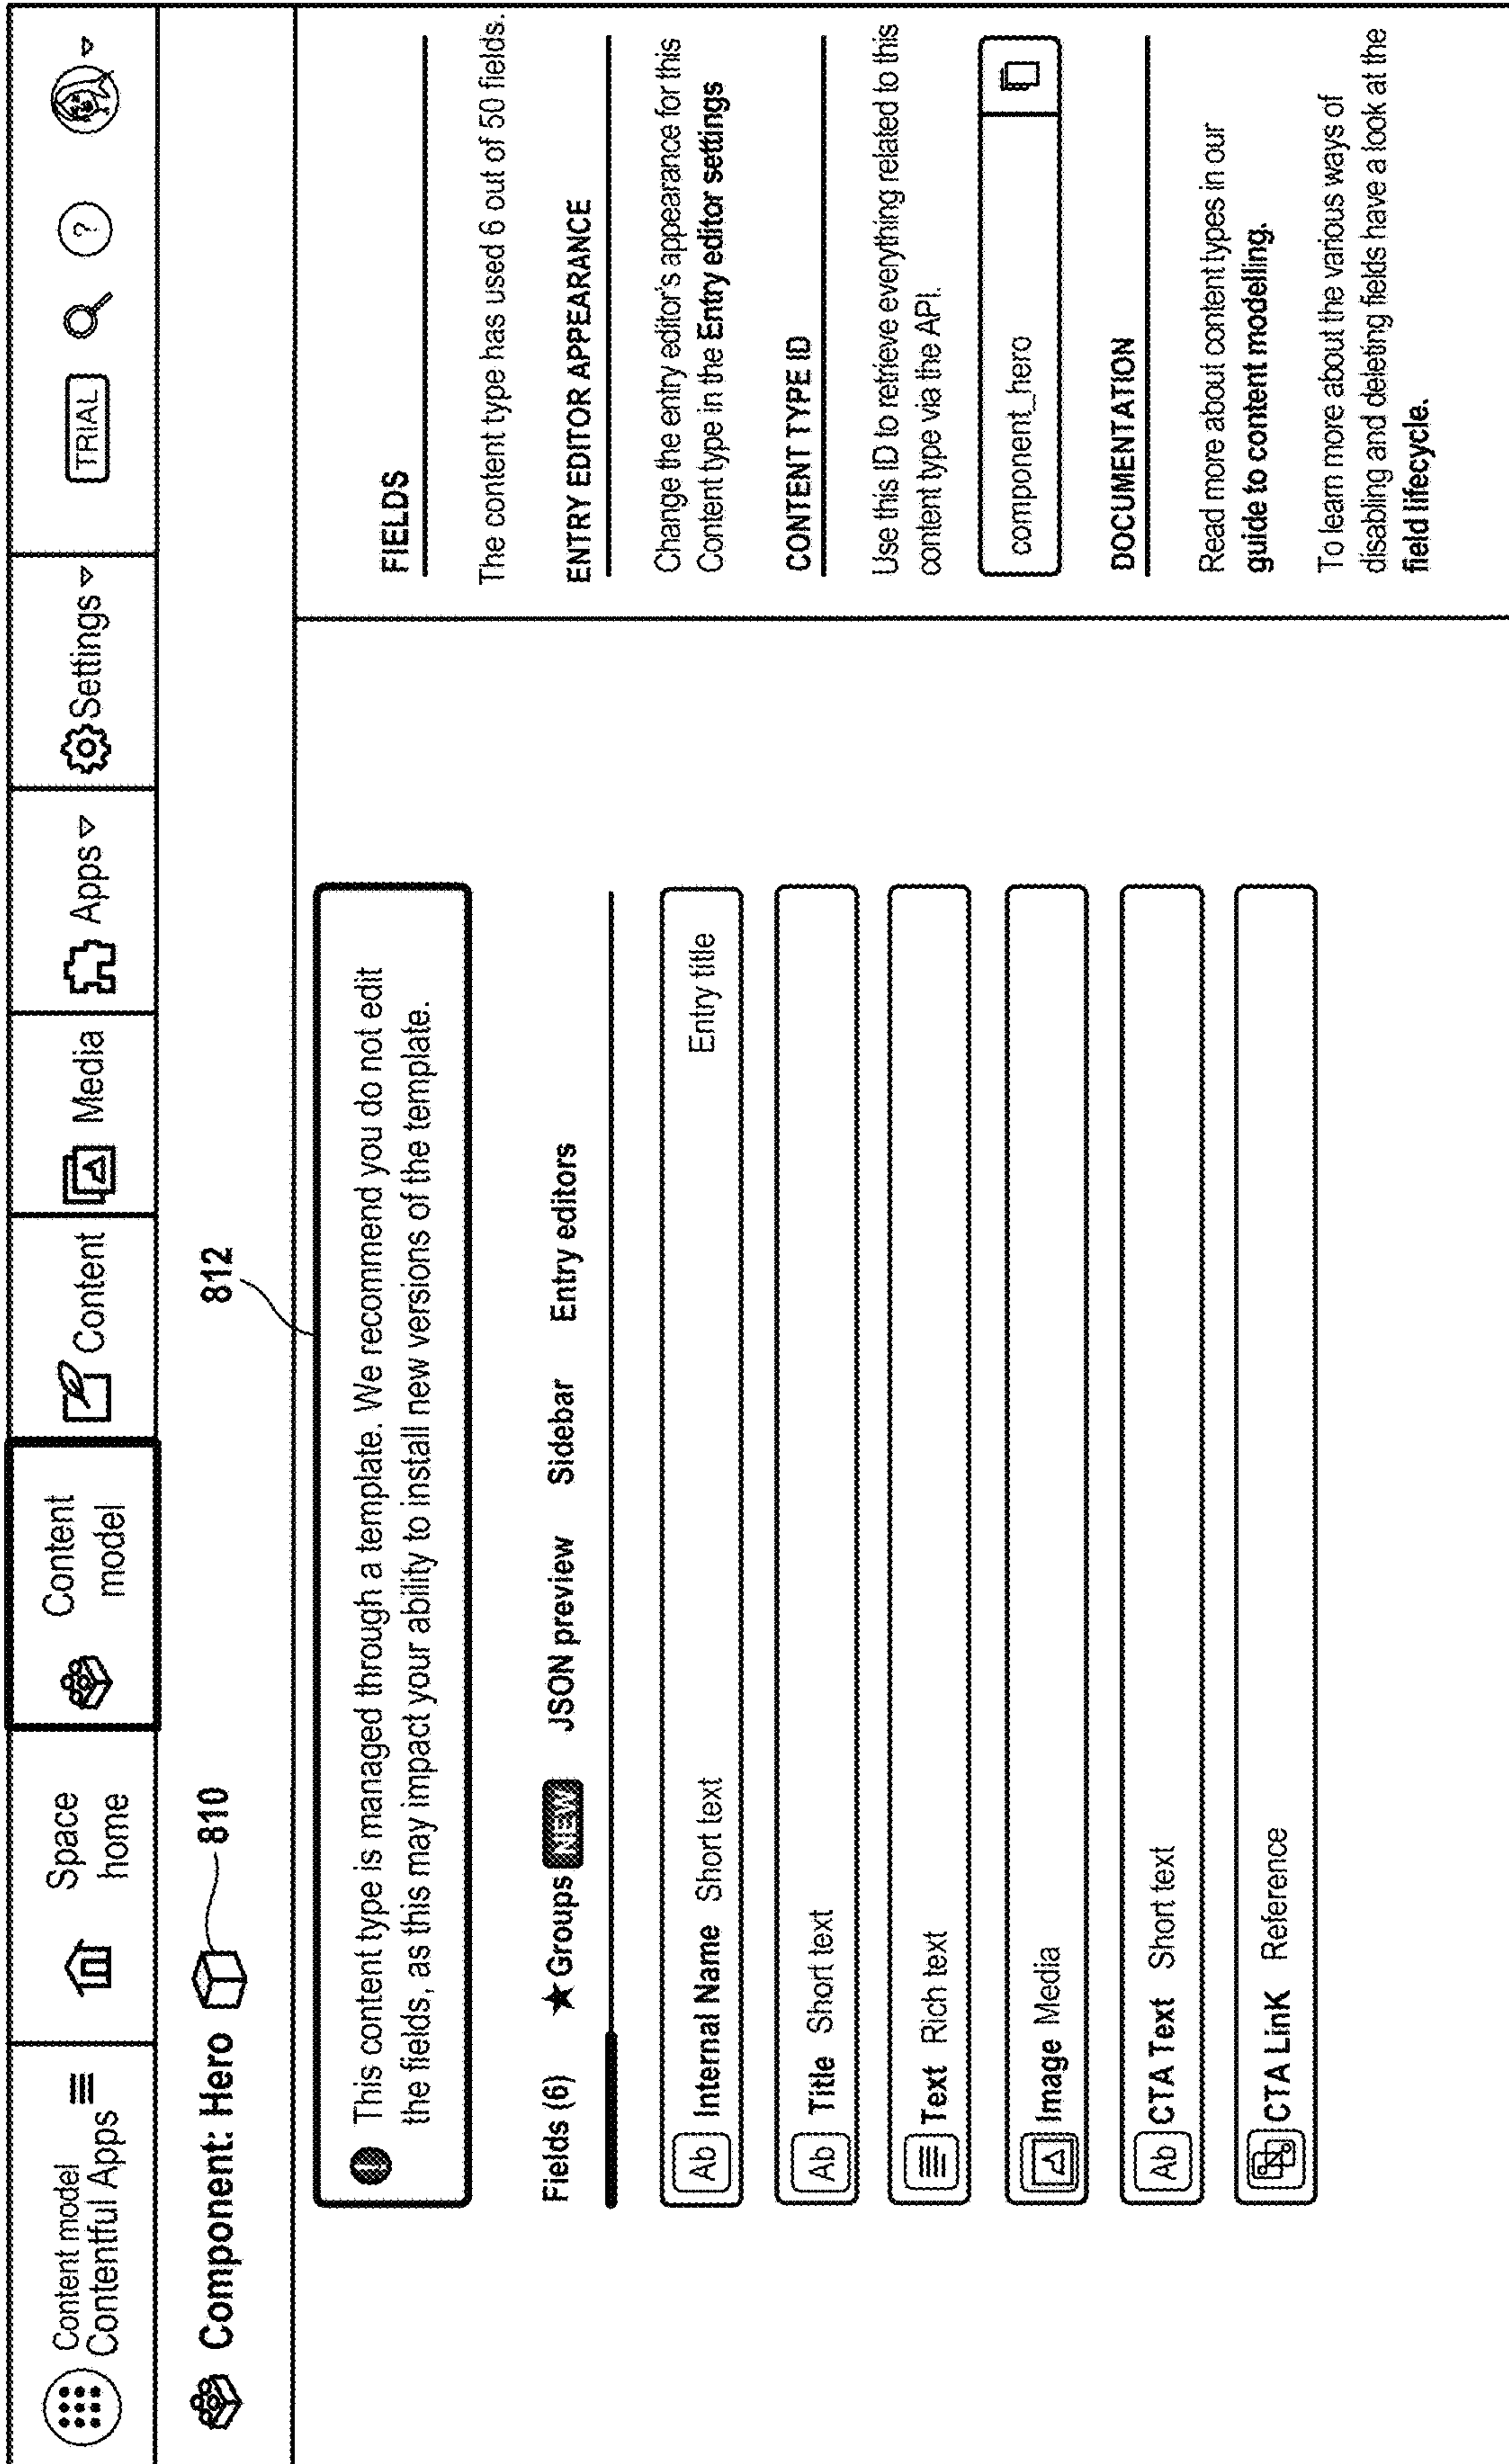 Content model
Contentful Apps
Space
home
Content
model
Content
Media
Apps
Settings
TRIAL
?
Component: Hero
810
812
This content type is managed through a template. We recommend you do not edit
the fields, as this may impact your ability to install new versions of the template.
Fields (6)
Groups NEW
JSON preview
Sidebar
Entry editors
Ab Internal Name Short text Entry title
Ab Title Short text
Text Rich text
Image Media
Ab CTA Text Short text
CTA LinK Reference
FIELDS
The content type has used 6 out of 50 fields.
ENTRY EDITOR APPEARANCE
Change the entry editor's appearance for this
Content type in the Entry editor settings
CONTENT TYPE ID
Use this ID to retrieve everything related to this
content type via the API.
component_hero
DOCUMENTATION
Read more about content types in our
guide to content modelling.
To learn more about the various ways of
disabling and deleting fields have a look at the
field lifecycle.